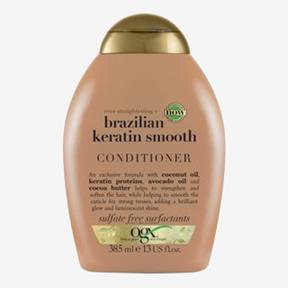 ever straightening +
now
brazilian
keratin smooth
CONDITIONER
An exclusive formula with coconut oil,
keratin proteins, avocado oil and
cocoa butter helps to strengthen and
soften the hair, while helping to smooth the
cuticle for strong tresses, adding a brilliant
glow and luminescent shine.
sulfate free surfactants
ogx
385 ml e 13 US fl.oz.